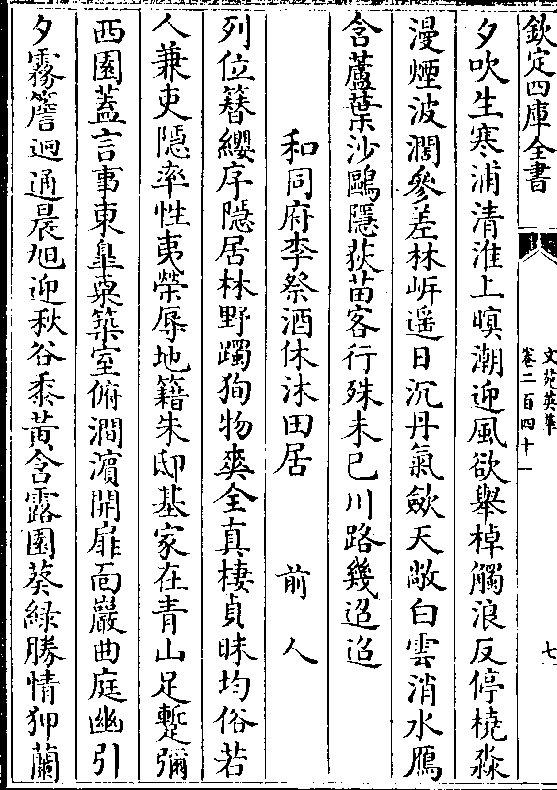 欽定四庫全書
文苑英華
卷二百四十一
七
夕吹生寒浦清淮上暝潮迎風欲舉棹觸浪反停橈淼
漫煙波濶參差林岍遥日沉丹氣歛天敞白雲消水鴈
含蘆葉沙鷗隱荻苗客行殊未已川路幾迢迢
和同府李祭酒休沐田居 前人
列位簪纓序隱居林野躅狥物爽全真棲貞昧均俗若
人兼吏隱率性夷榮辱地籍朱邸基家在青山足蹔彌
西園蓋言事東臯粟築室俯澗濵開扉面巖曲庭幽引
夕霧簷迥通晨旭迎秋谷黍黄含露園葵緑勝情狎蘭